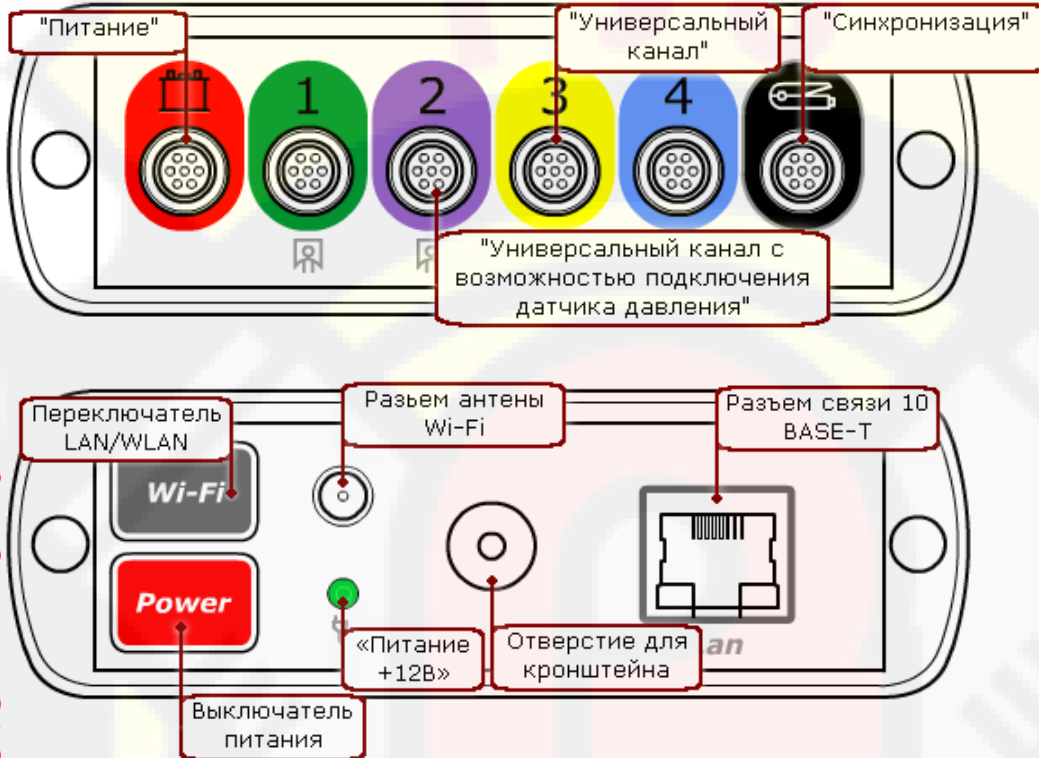 "Питание"
"Универсальный
канал"
"Синхронизация"
1
2
3
4
"Универсальный канал с
возможностью подключения
датчика давления"
Переключатель
LAN/WLAN
Разьем антены
Wi-Fi
Разъем связи 10
BASE-T
Wi-Fi
Power
«Питание
+12В»
Отверстие для
кронштейна
Выключатель
питания